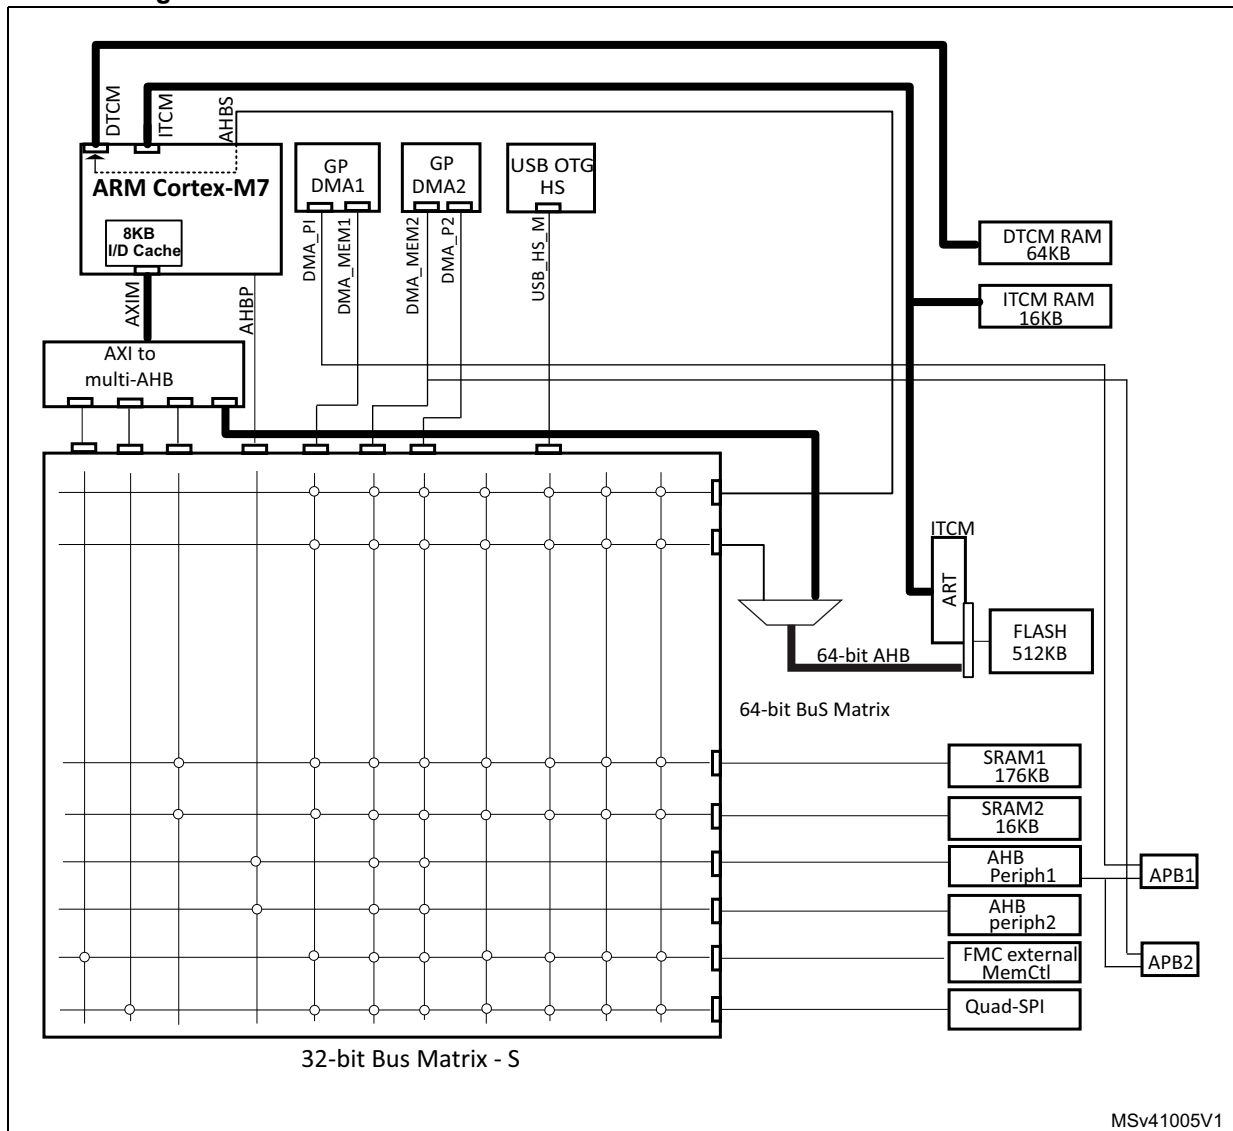 DTCM
ITCM
AHBS
ARM Cortex-M7
8KB
I/D Cache
AXIM
AHBP
GP
DMA1
GP
DMA2
USB OTG
HS
DMA_PI
DMA_MEM1
DMA_MEM2
DMA_P2
USB_HS_M
DTCM RAM
64KB
ITCM RAM
16KB
AXI to
multi-AHB
ITCM
ART
FLASH
512KB
64-bit AHB
64-bit BuS Matrix
SRAM1
176KB
SRAM2
16KB
AHB
Periph1
AHB
periph2
FMC external
MemCtl
Quad-SPI
APB1
APB2
32-bit Bus Matrix - S
MSv41005V1